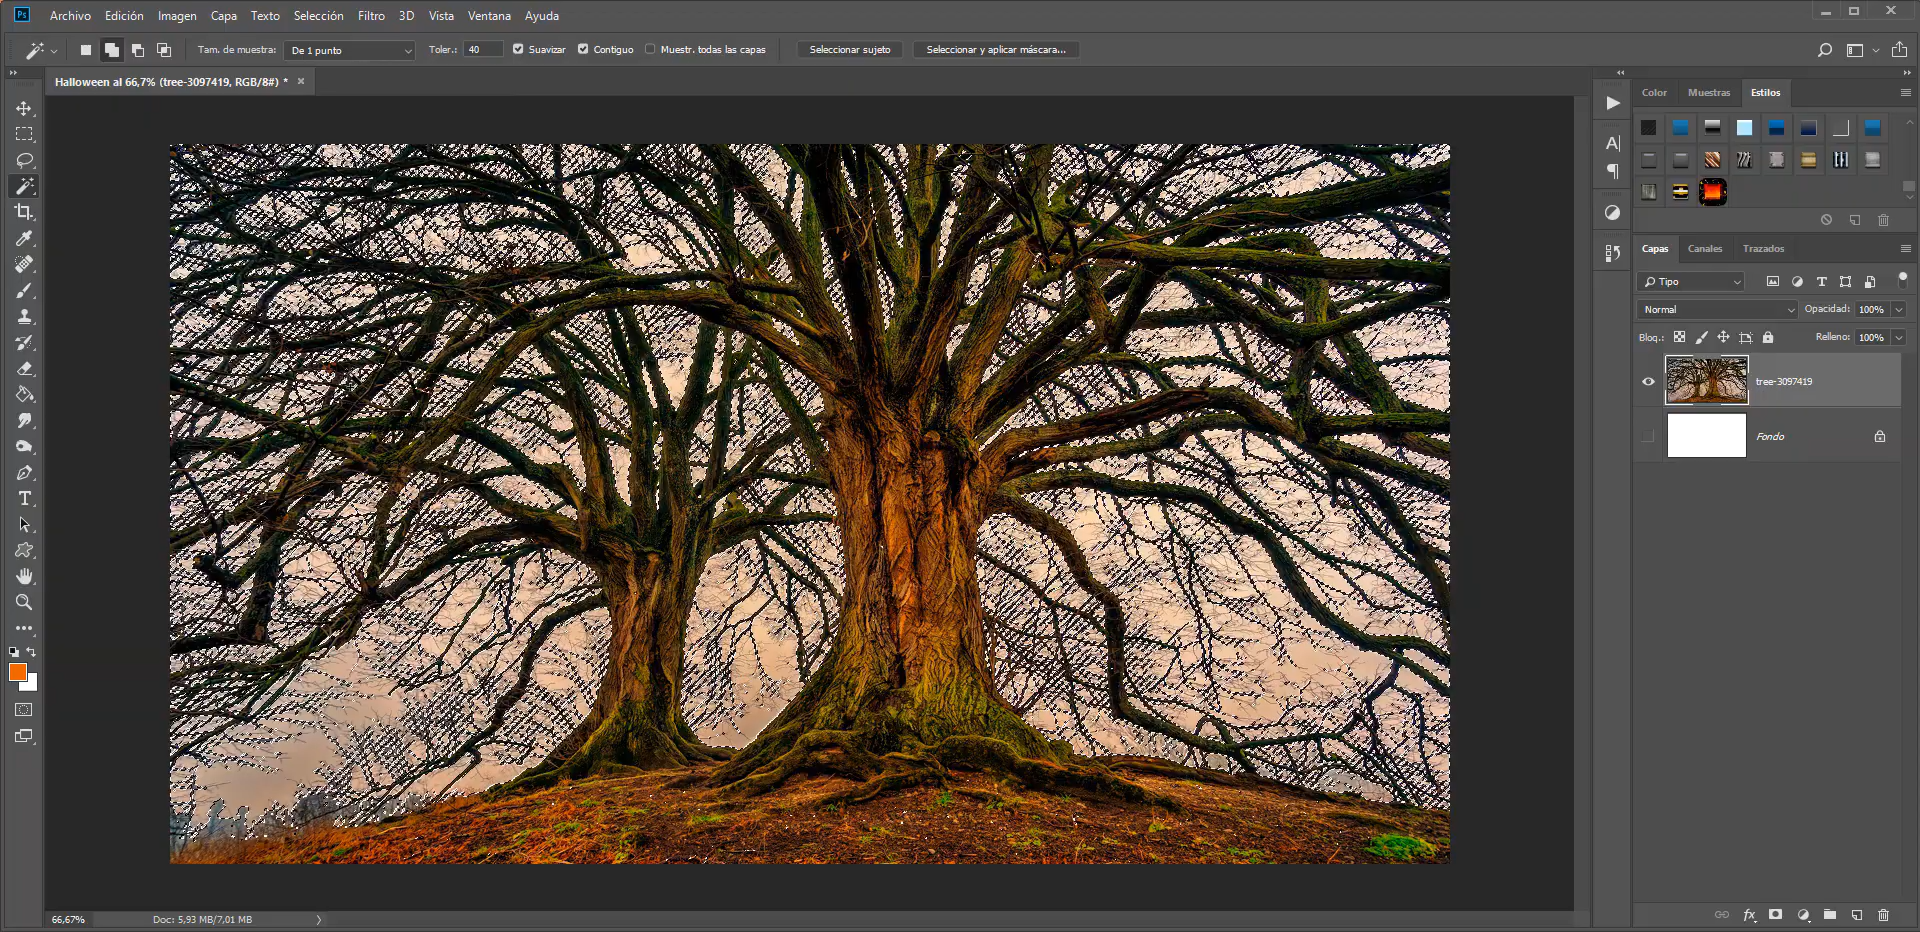 Ps Archivo Edición Imagen Capa Texto Selección Filtro 3D Vista Ventana Ayuda
Tam. de muestra: De 1 punto Toler.: 40 Suavizar Contiguo Muestr. todas las capas Seleccionar sujeto Seleccionar y aplicar máscara...
Halloween al 66,7% (tree-3097419, RGB/8#) *
Color Muestras Estilos
Capas Canales Trazados
Tipo
Normal Opacidad: 100%
Bloq.: Relleno: 100%
tree-3097419
Fondo
66,67% Doc: 5,93 MB/7,01 MB